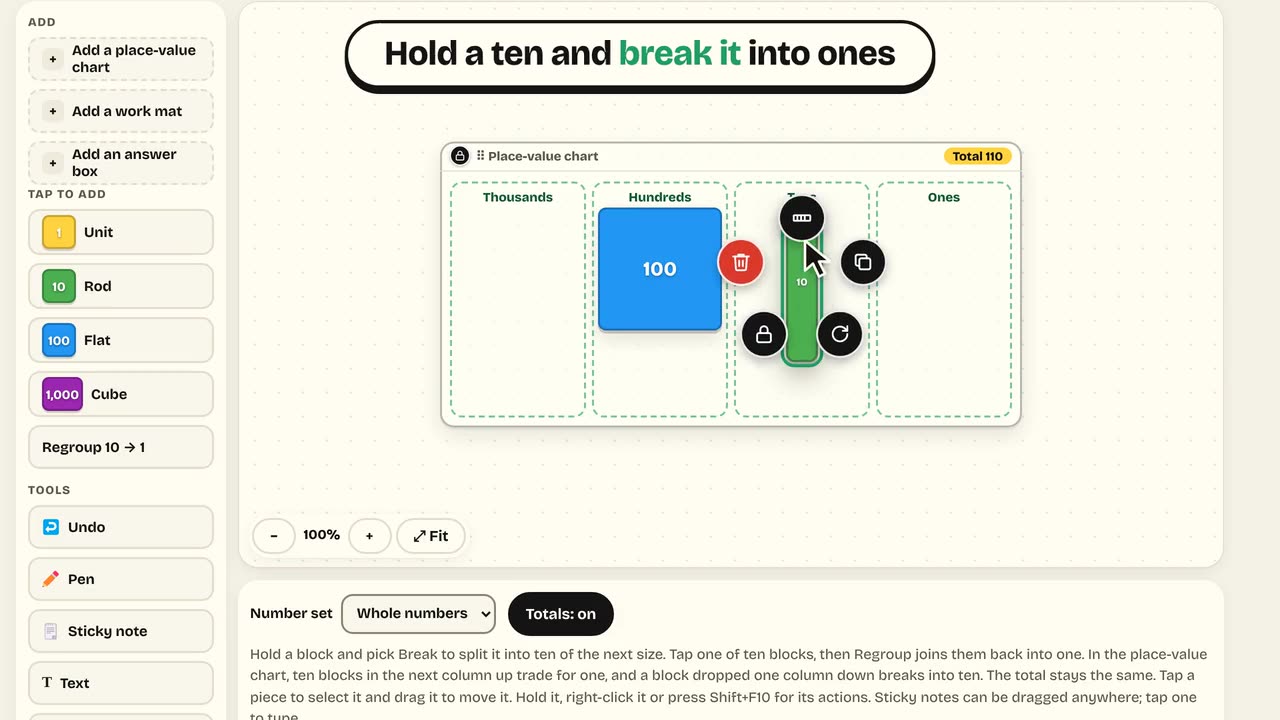 ADD
+ Add a place-value
chart
+ Add a work mat
+ Add an answer
box
TAP TO ADD
1 Unit
10 Rod
100 Flat
1,000 Cube
Regroup 10 → 1
TOOLS
Undo
Pen
Sticky note
T Text
Hold a ten and break it into ones
Place-value chart
Total 110
Thousands
Hundreds
Ones
100
10
− 100% + Fit
Number set Whole numbers Totals: on
Hold a block and pick Break to split it into ten of the next size. Tap one of ten blocks, then Regroup joins them back into one. In the place-value
chart, ten blocks in the next column up trade for one, and a block dropped one column down breaks into ten. The total stays the same. Tap a
piece to select it and drag it to move it. Hold it, right-click it or press Shift+F10 for its actions. Sticky notes can be dragged anywhere; tap one
to type.